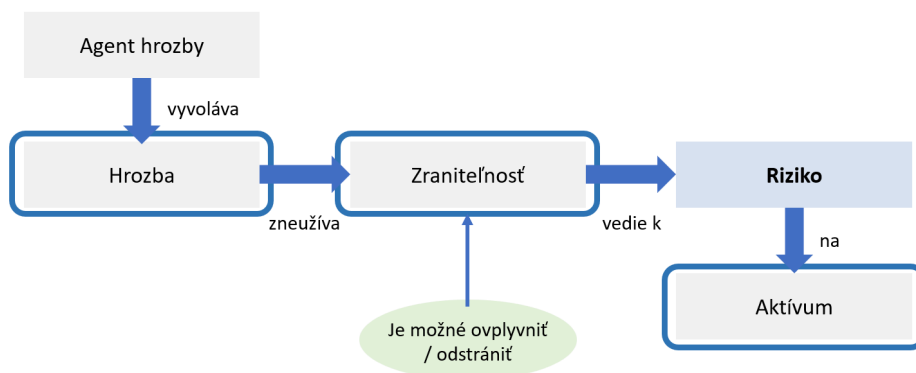 Agent hrozby
vyvoláva
Hrozba
zneužíva
Zraniteľnosť
vedie k
Riziko
na
Aktívum
Je možné ovplyvniť
/ odstrániť